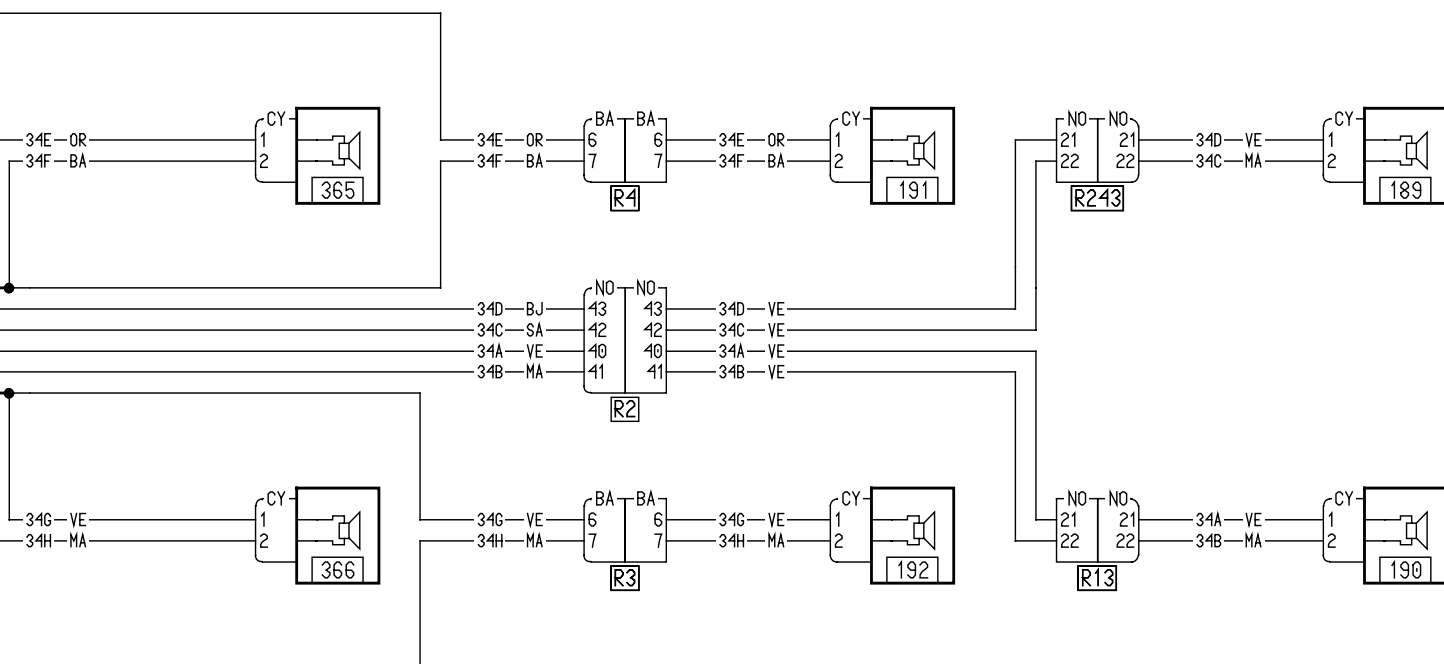 CY BA BA CY NO NO CY
34E OR 1 34E OR 6 6 34E OR 1 21 21 34D VE 1
34F BA 2 34F BA 7 7 34F BA 2 22 22 34C MA 2
365 R4 191 R243 189
NO NO
34D BJ 43 43 34D VE
34C SA 42 42 34C VE
34A VE 40 40 34A VE
34B MA 41 41 34B VE
R2
CY BA BA CY NO NO CY
34G VE 1 34G VE 6 6 34G VE 1 21 21 34A VE 1
34H MA 2 34H MA 7 7 34H MA 2 22 22 34B MA 2
366 R3 192 R13 190